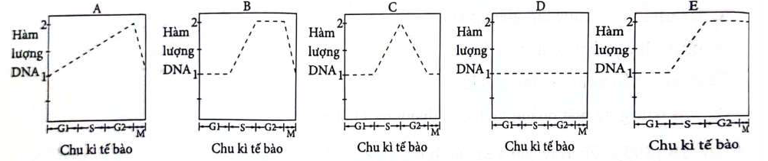 A
Hàm
lượng
DNA
2
1
G1 S G2 M
Chu kì tế bào
B
Hàm
lượng
DNA
2
1
G1 S G2 M
Chu kì tế bào
C
Hàm
lượng
DNA
2
1
G1 S G2 M
Chu kì tế bào
D
Hàm
lượng
DNA
2
1
G1 S G2 M
Chu kì tế bào
E
Hàm
lượng
DNA
2
1
G1 S G2 M
Chu kì tế bào